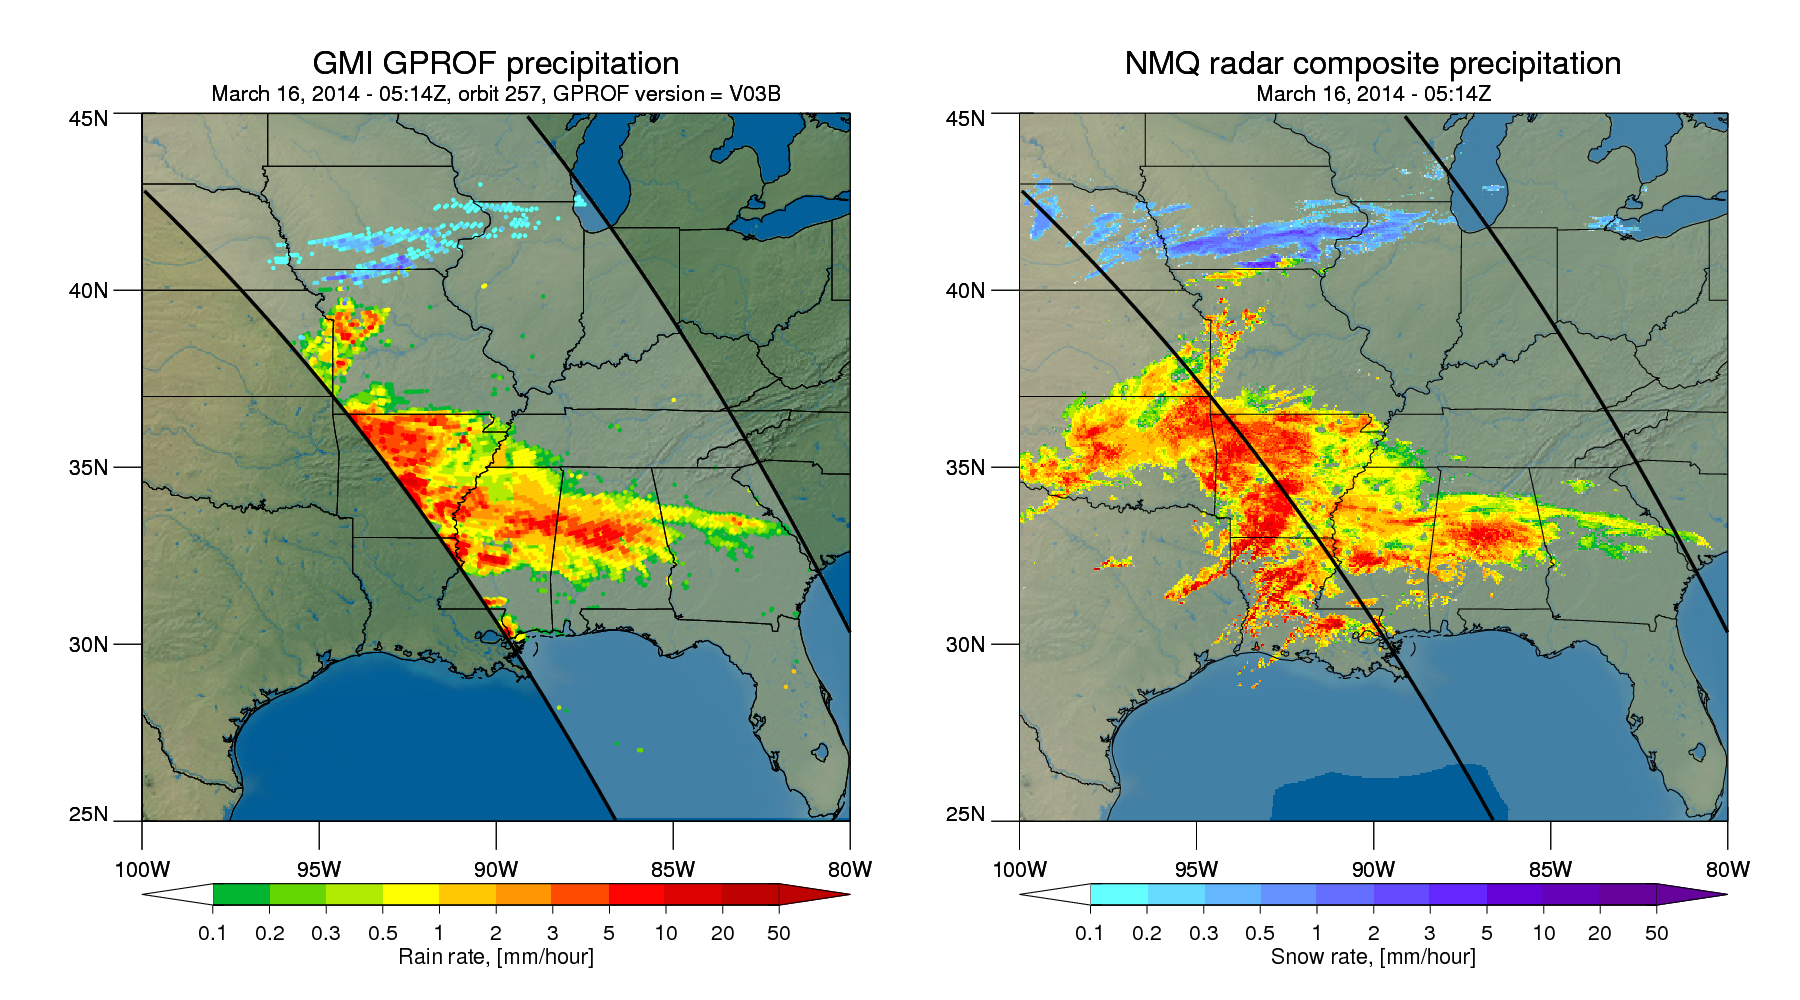 GMI GPROF precipitation
March 16, 2014 - 05:14Z, orbit 257, GPROF version = V03B
45N
40N
35N
30N
25N
100W 95W 90W 85W 80W
0.1 0.2 0.3 0.5 1 2 3 5 10 20 50
Rain rate, [mm/hour]
NMQ radar composite precipitation
March 16, 2014 - 05:14Z
45N
40N
35N
30N
25N
100W 95W 90W 85W 80W
0.1 0.2 0.3 0.5 1 2 3 5 10 20 50
Snow rate, [mm/hour]